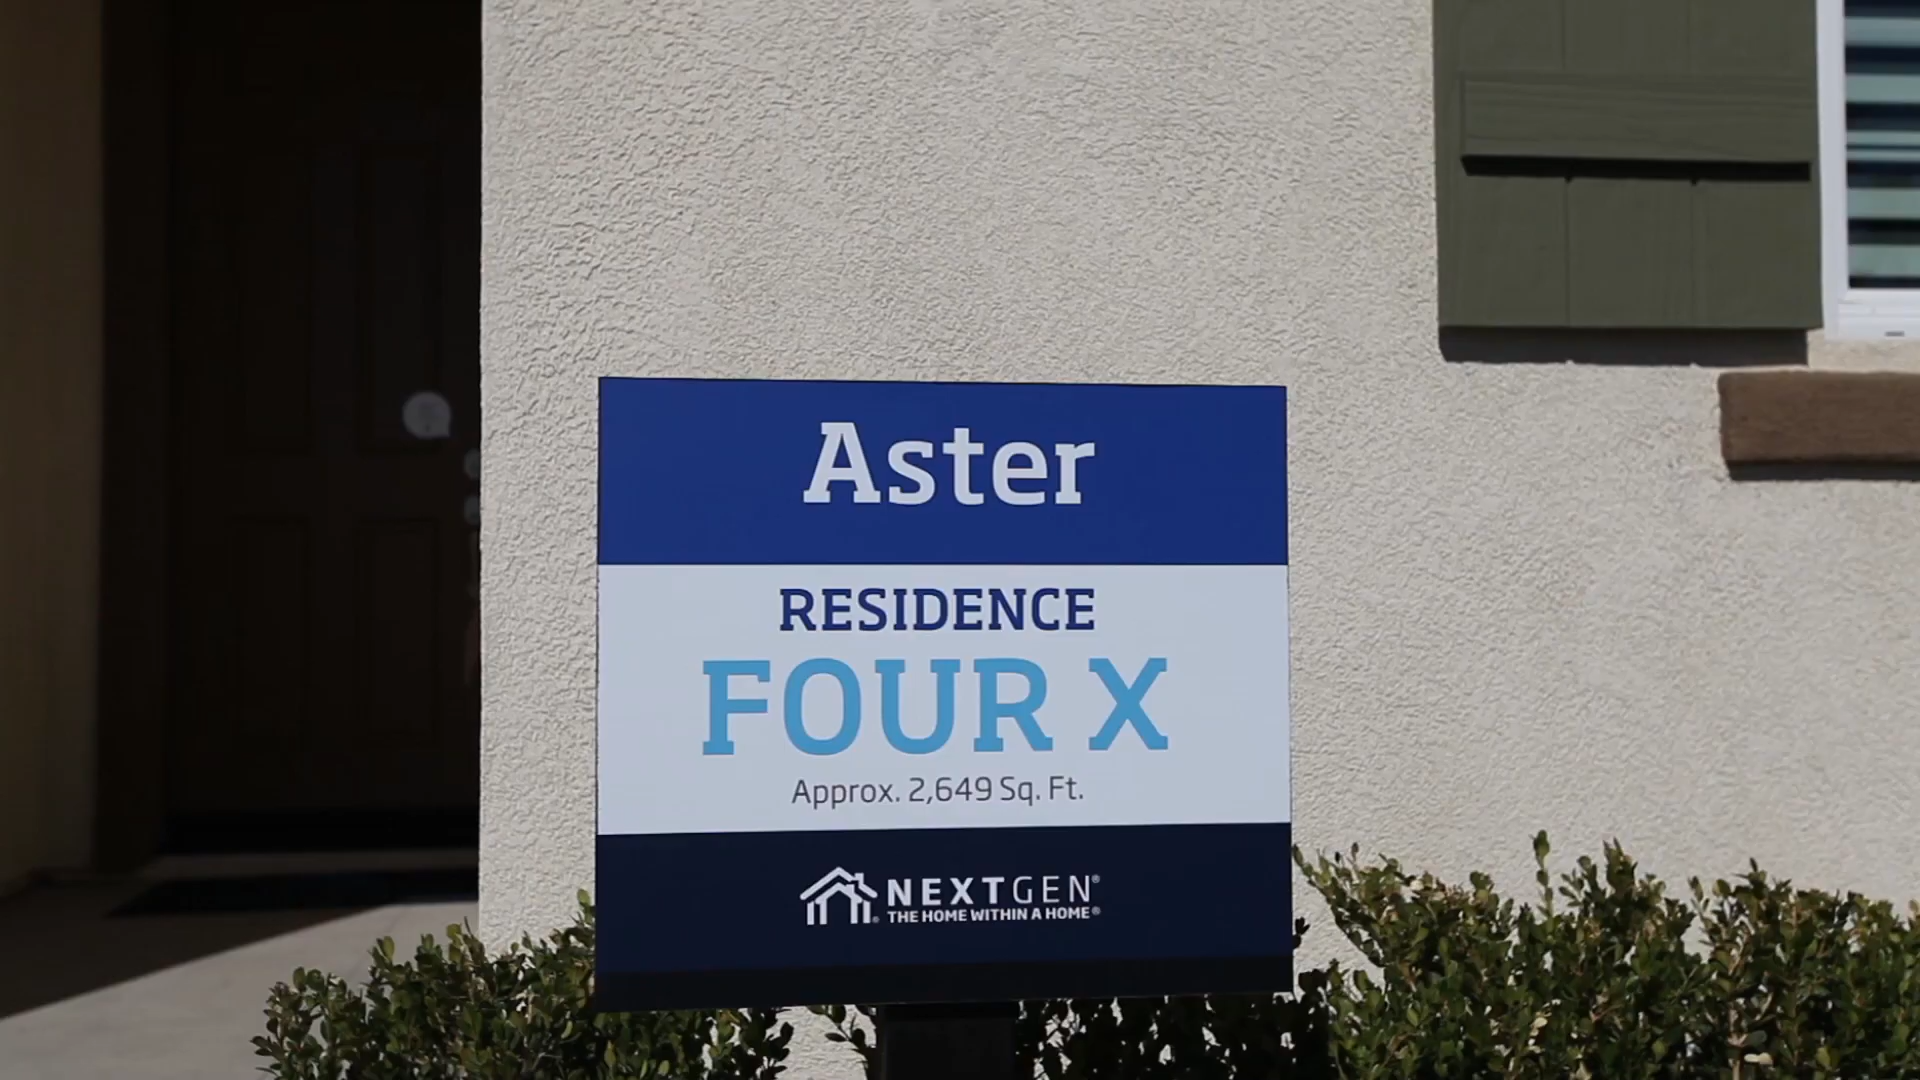 Aster
RESIDENCE
FOUR X
Approx. 2,649 Sq. Ft.
NEXTGEN®
THE HOME WITHIN A HOME®